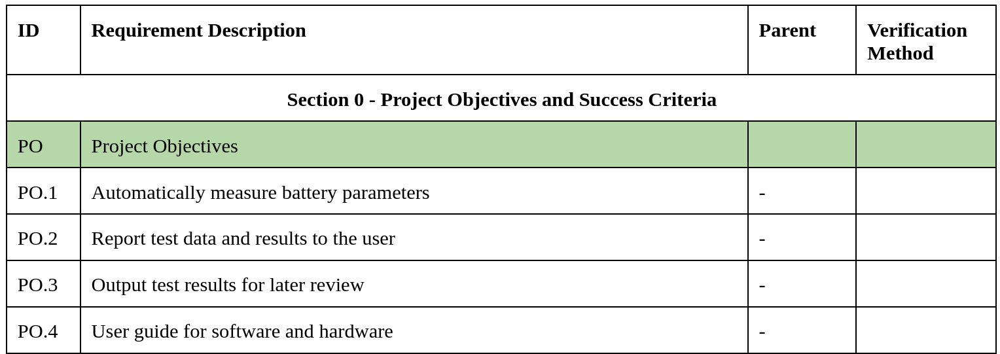 ID Requirement Description Parent Verification
Method
Section 0 - Project Objectives and Success Criteria
PO Project Objectives
PO.1 Automatically measure battery parameters -
PO.2 Report test data and results to the user -
PO.3 Output test results for later review -
PO.4 User guide for software and hardware -